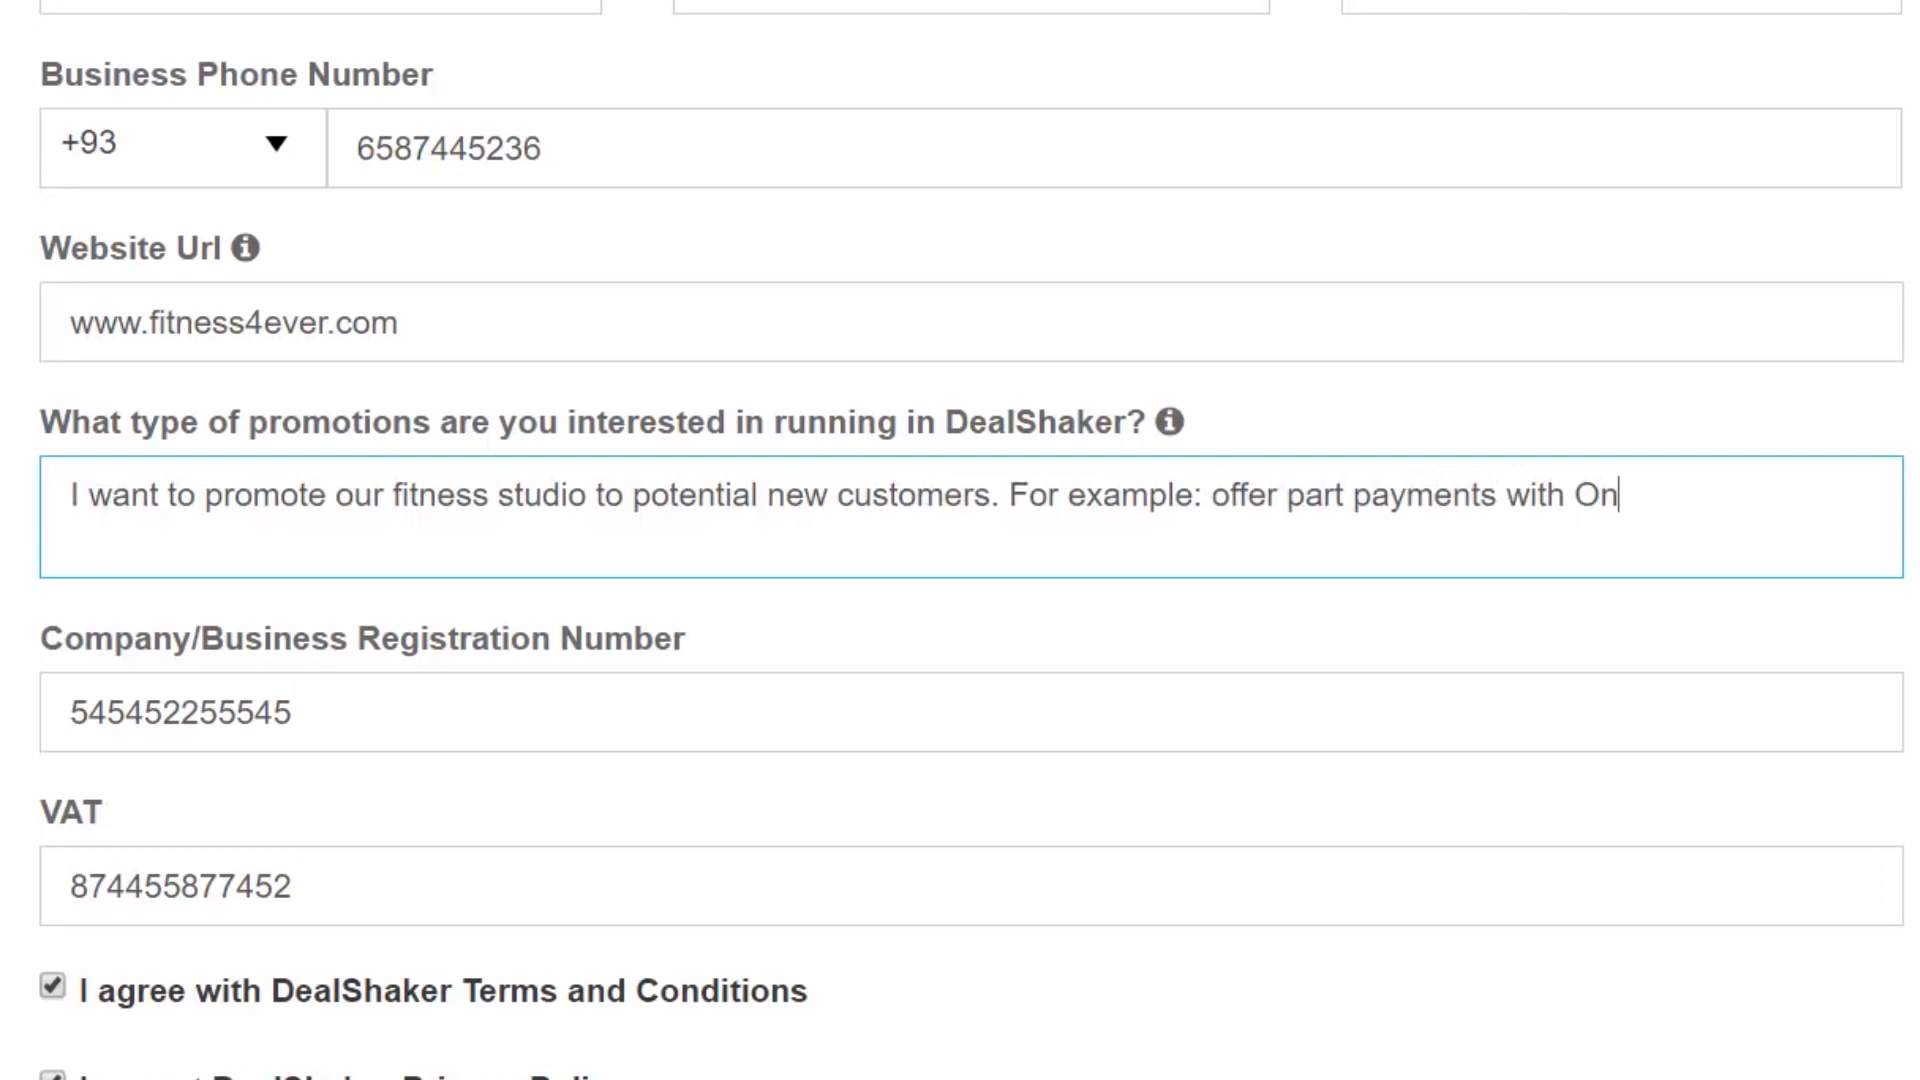 Business Phone Number
+93
6587445236
Website Url
www.fitness4ever.com
What type of promotions are you interested in running in DealShaker?
I want to promote our fitness studio to potential new customers. For example: offer part payments with On
Company/Business Registration Number
545452255545
VAT
874455877452
I agree with DealShaker Terms and Conditions